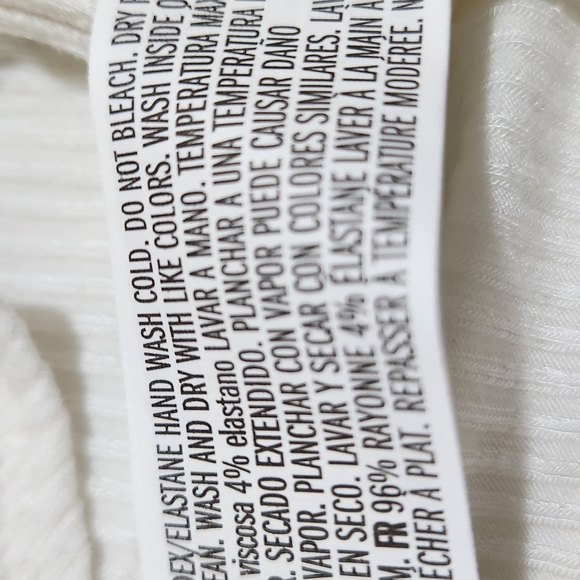 DEX/ELASTANE HAND WASH COLD. DO NOT BLEACH. DRY
EAN. WASH AND DRY WITH LIKE COLORS. WASH INSIDE
viscosa 4% elastano LAVAR A MANO. TEMPERATURA
. SECADO EXTENDIDO. PLANCHAR A UNA TEMPERATURA
VAPOR. PLANCHAR CON VAPOR PUEDE CAUSAR DAÑO
EN SECO. LAVAR Y SECAR CON COLORES SIMILARES.
M. FR 96% RAYONNE 4% ÉLASTANE LAVER À LA MAIN À
ECHER À PLAT. REPASSER À TEMPÉRATURE MODÉRÉE.